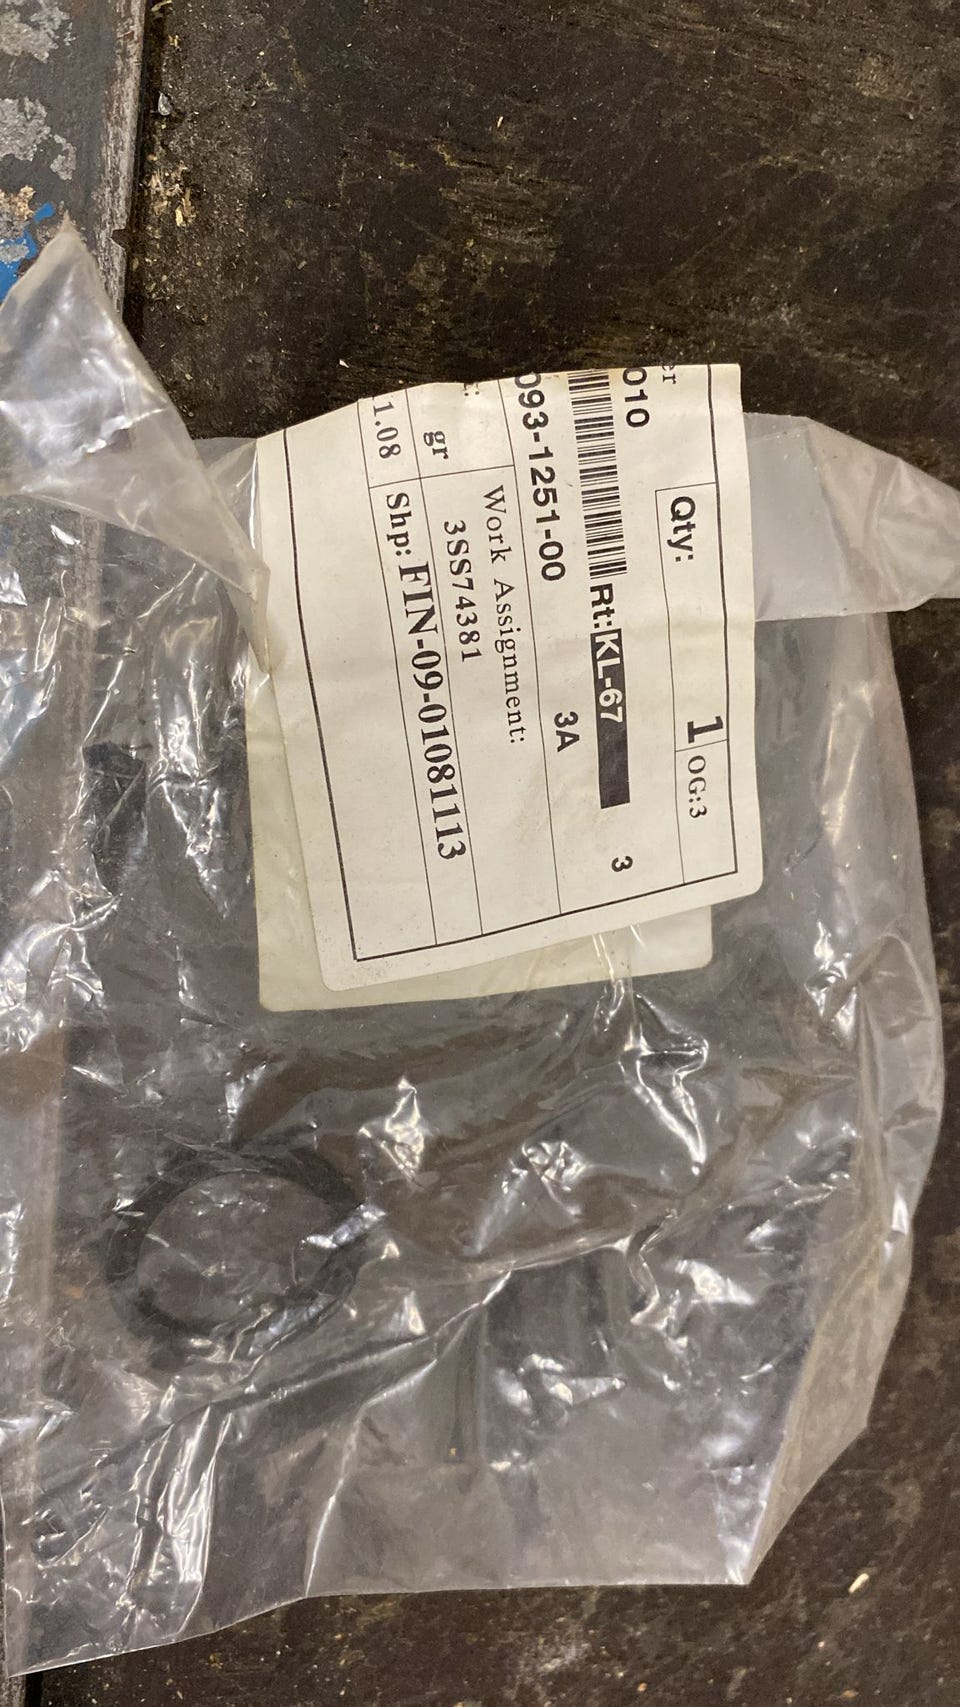 er
Qty: 1 OG:3
010
3
Rt:KL-67
093-1251-00 3A
Work Assignment:
gr 3SS74381
1.08 Shp: FIN-09-01081113